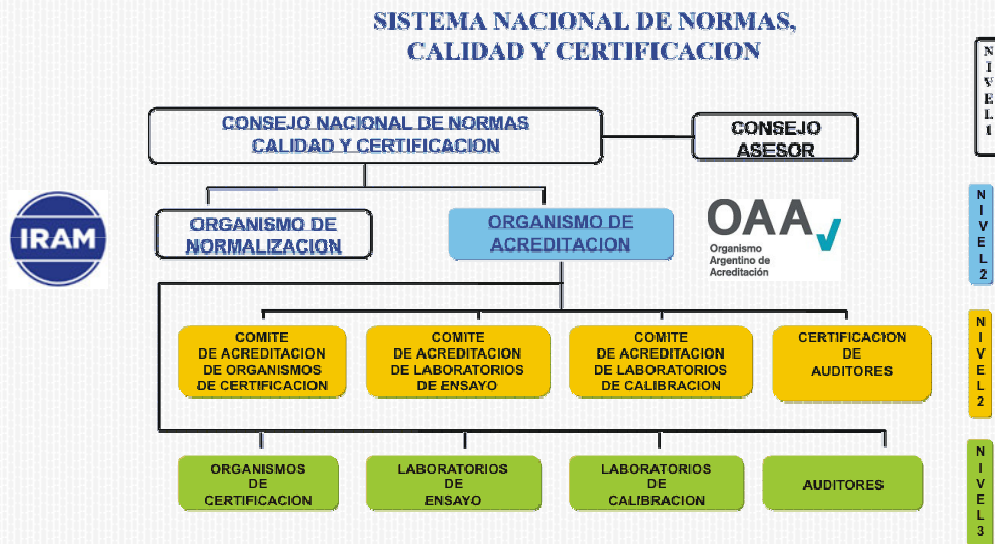 SISTEMA NACIONAL DE NORMAS,
CALIDAD Y CERTIFICACION
N
I
V
E
L
1
CONSEJO NACIONAL DE NORMAS
CALIDAD Y CERTIFICACION
CONSEJO
ASESOR
N
I
V
E
L
2
IRAM
ORGANISMO DE
NORMALIZACION
ORGANISMO DE
ACREDITACION
OAA
Organismo
Argentino de
Acreditación
COMITE
DE ACREDITACION
DE ORGANISMOS
DE CERTIFICACION
COMITE
DE ACREDITACION
DE LABORATORIOS
DE ENSAYO
COMITE
DE ACREDITACION
DE LABORATORIOS
DE CALIBRACION
CERTIFICACION
DE
AUDITORES
N
I
V
E
L
2
ORGANISMOS
DE
CERTIFICACION
LABORATORIOS
DE
ENSAYO
LABORATORIOS
DE
CALIBRACION
AUDITORES
N
I
V
E
L
3